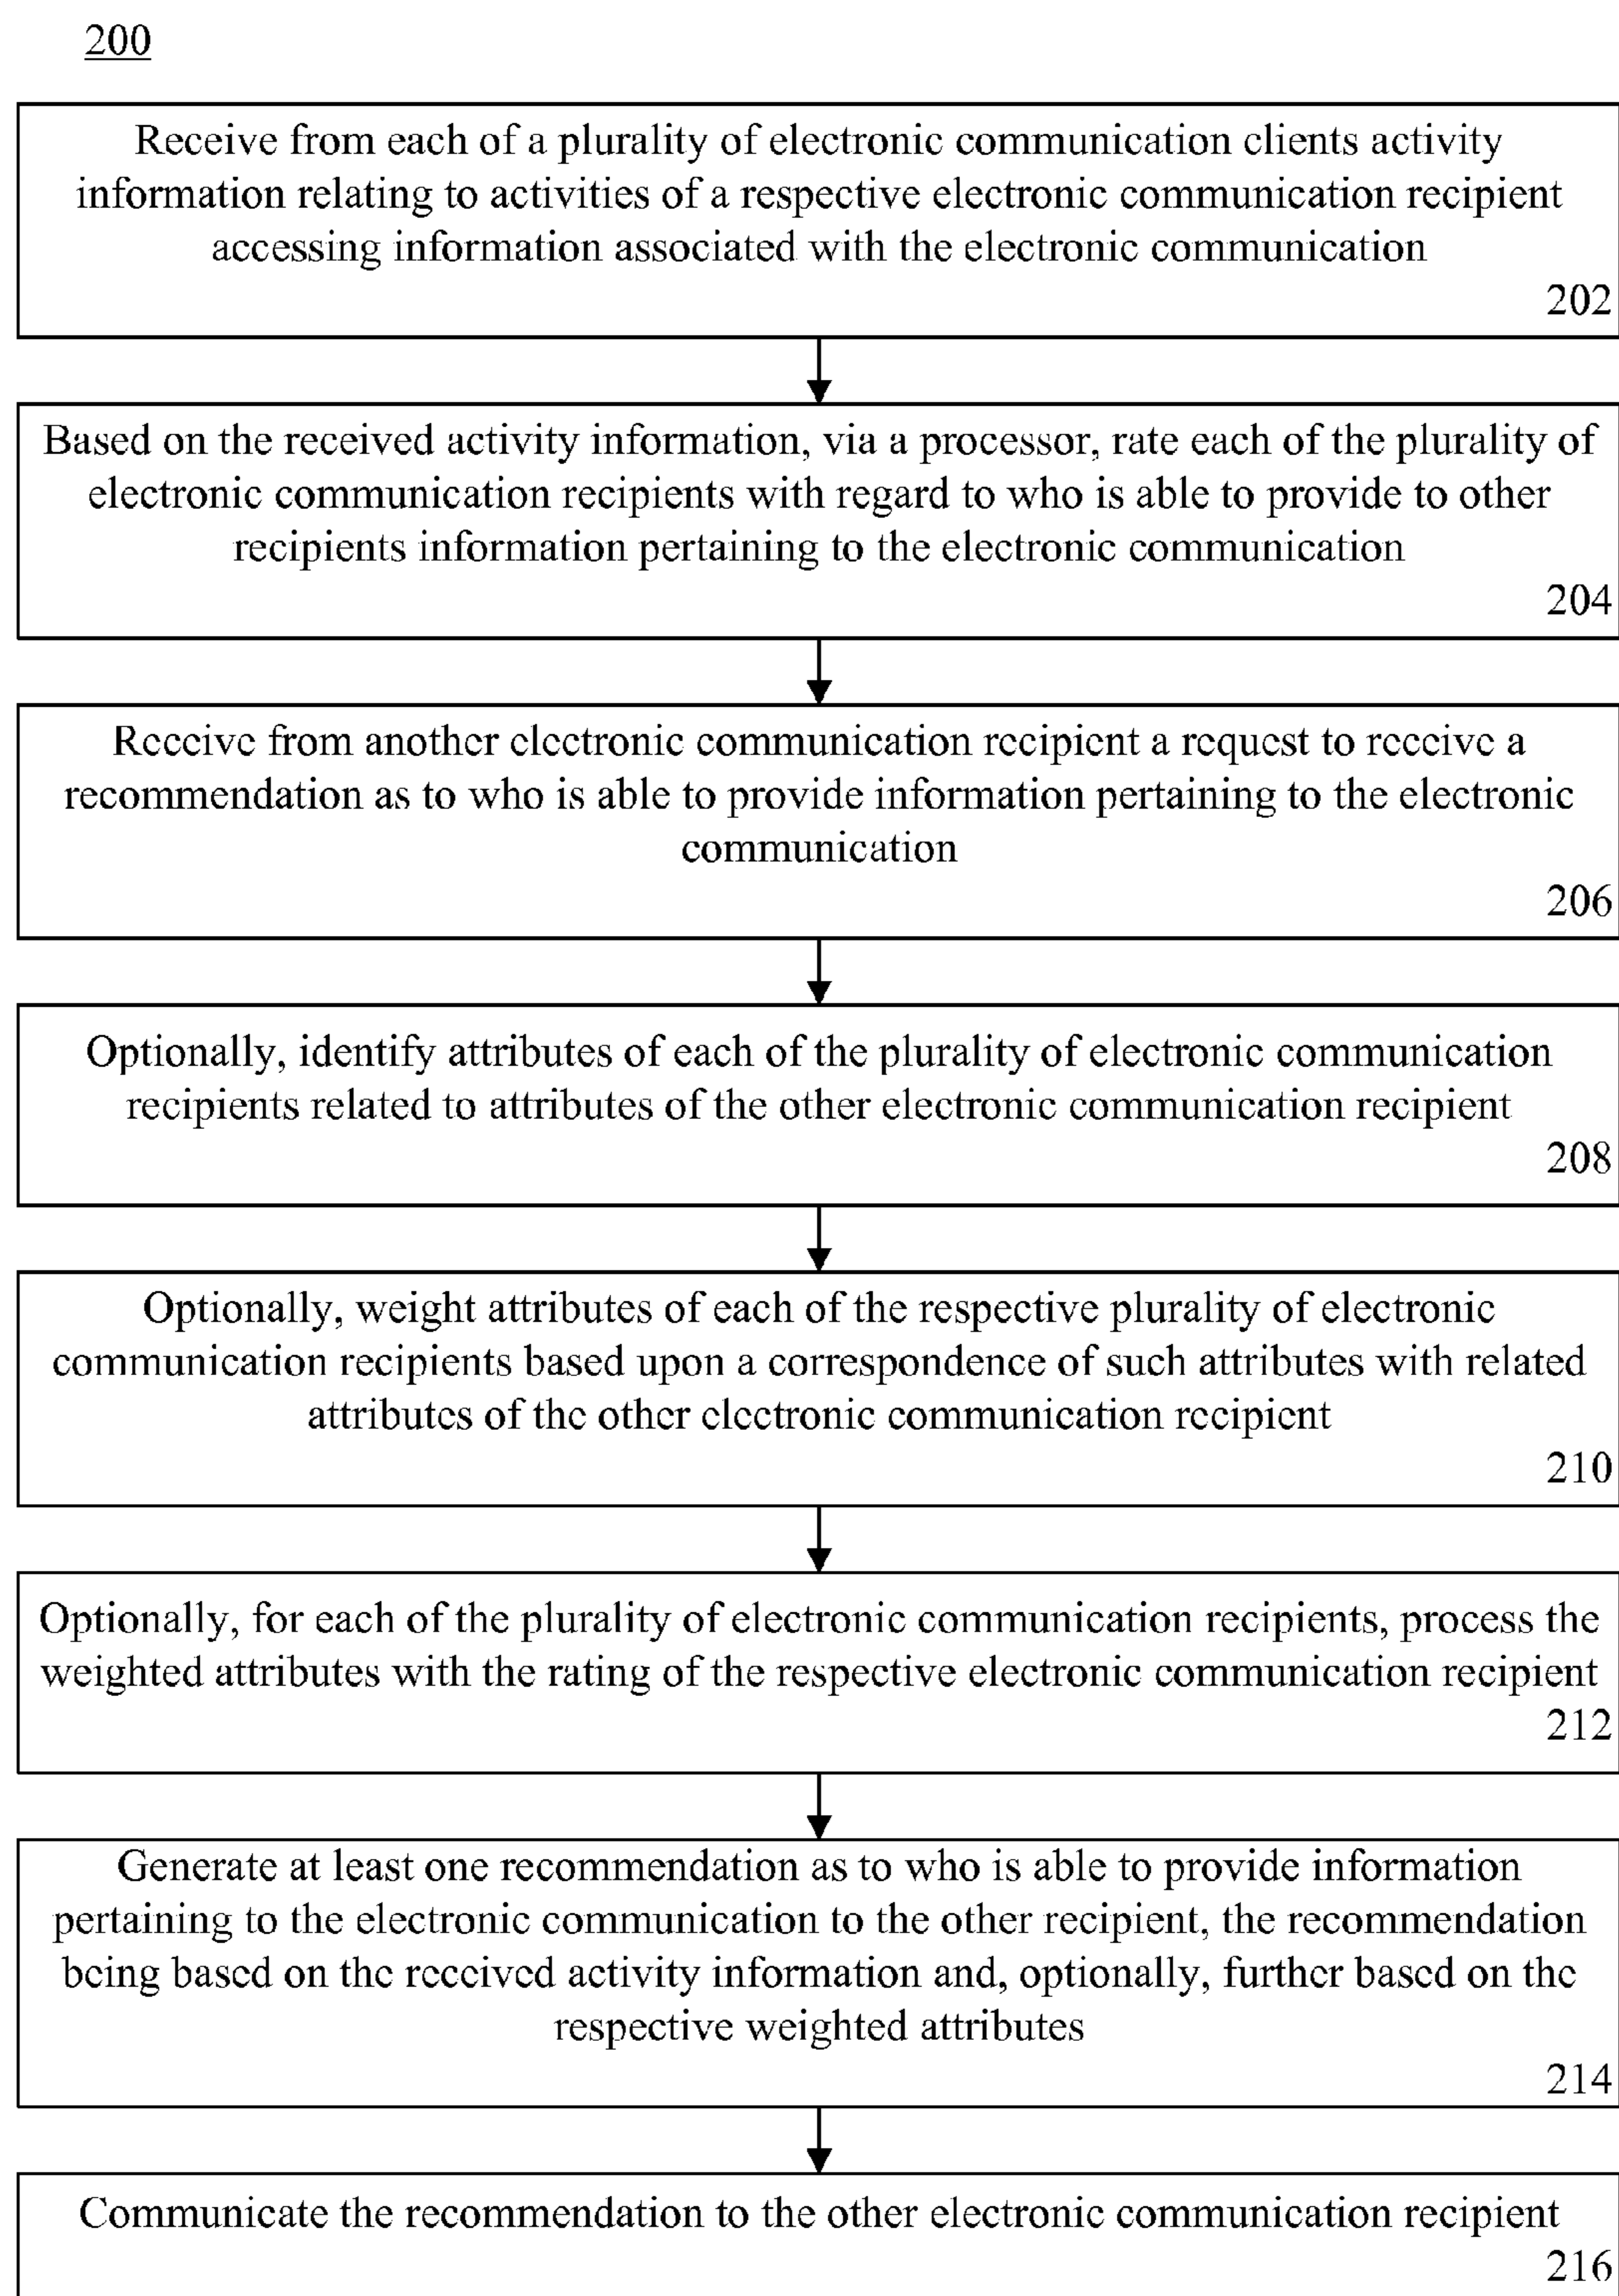 200
Receive from each of a plurality of electronic communication clients activity
information relating to activities of a respective electronic communication recipient
accessing information associated with the electronic communication
202
Based on the received activity information, via a processor, rate each of the plurality of
electronic communication recipients with regard to who is able to provide to other
recipients information pertaining to the electronic communication
204
Receive from another electronic communication recipient a request to receive a
recommendation as to who is able to provide information pertaining to the electronic
communication
206
Optionally, identify attributes of each of the plurality of electronic communication
recipients related to attributes of the other electronic communication recipient
208
Optionally, weight attributes of each of the respective plurality of electronic
communication recipients based upon a correspondence of such attributes with related
attributes of the other electronic communication recipient
210
Optionally, for each of the plurality of electronic communication recipients, process the
weighted attributes with the rating of the respective electronic communication recipient
212
Generate at least one recommendation as to who is able to provide information
pertaining to the electronic communication to the other recipient, the recommendation
being based on the received activity information and, optionally, further based on the
respective weighted attributes
214
Communicate the recommendation to the other electronic communication recipient
216